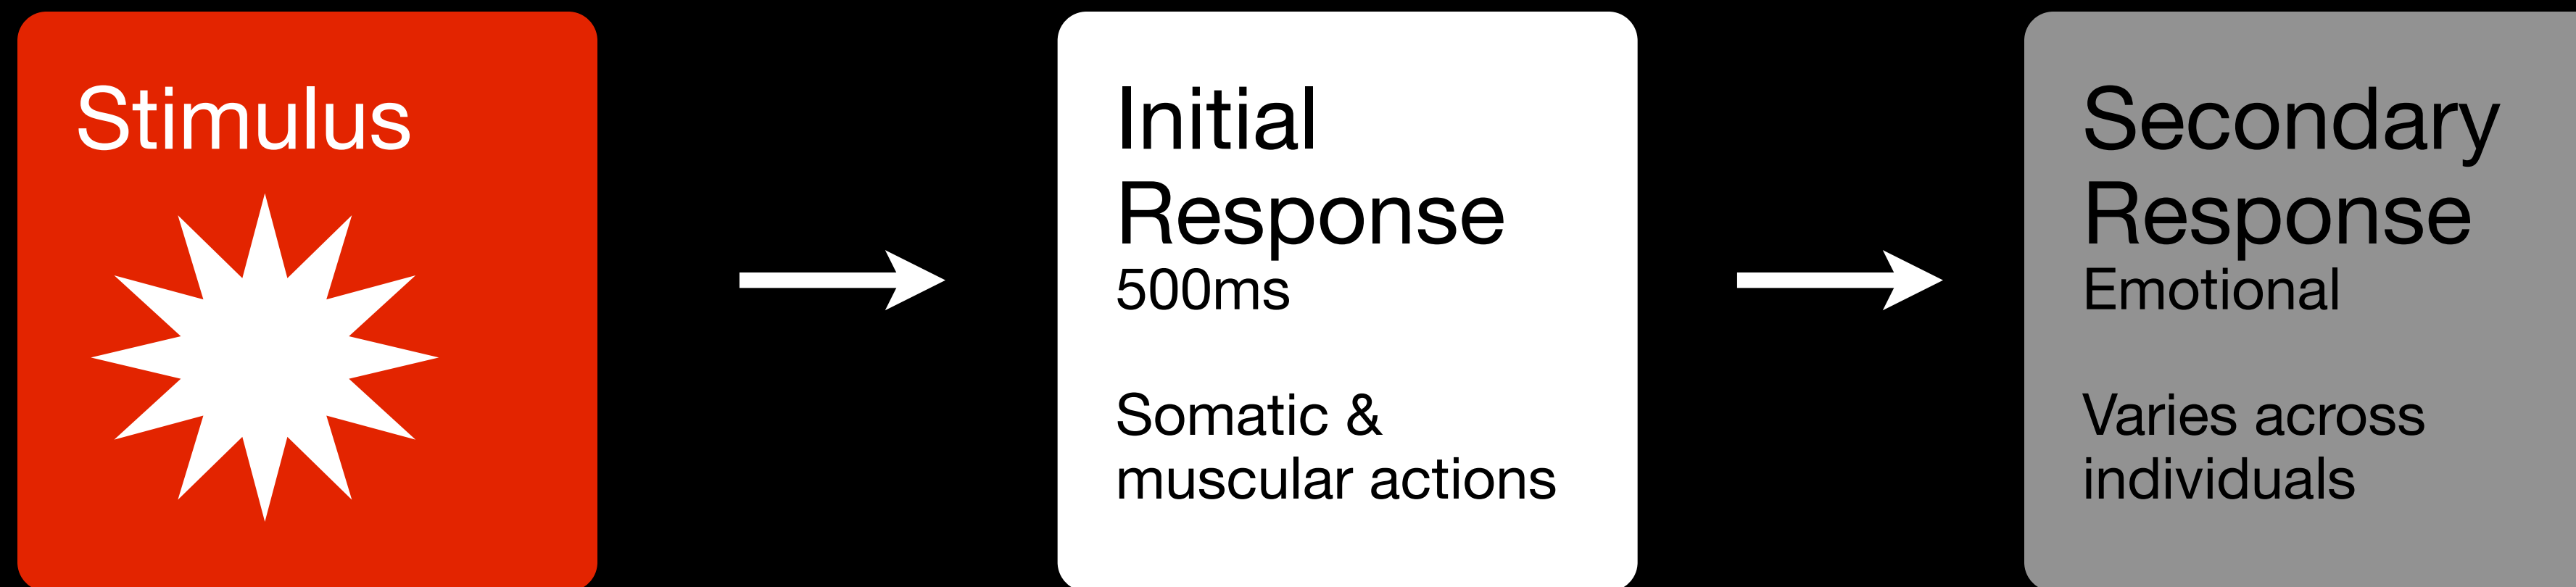 Stimulus
Initial
Response
500ms
Somatic &
muscular actions
Secondary
Response
Emotional
Varies across
individuals